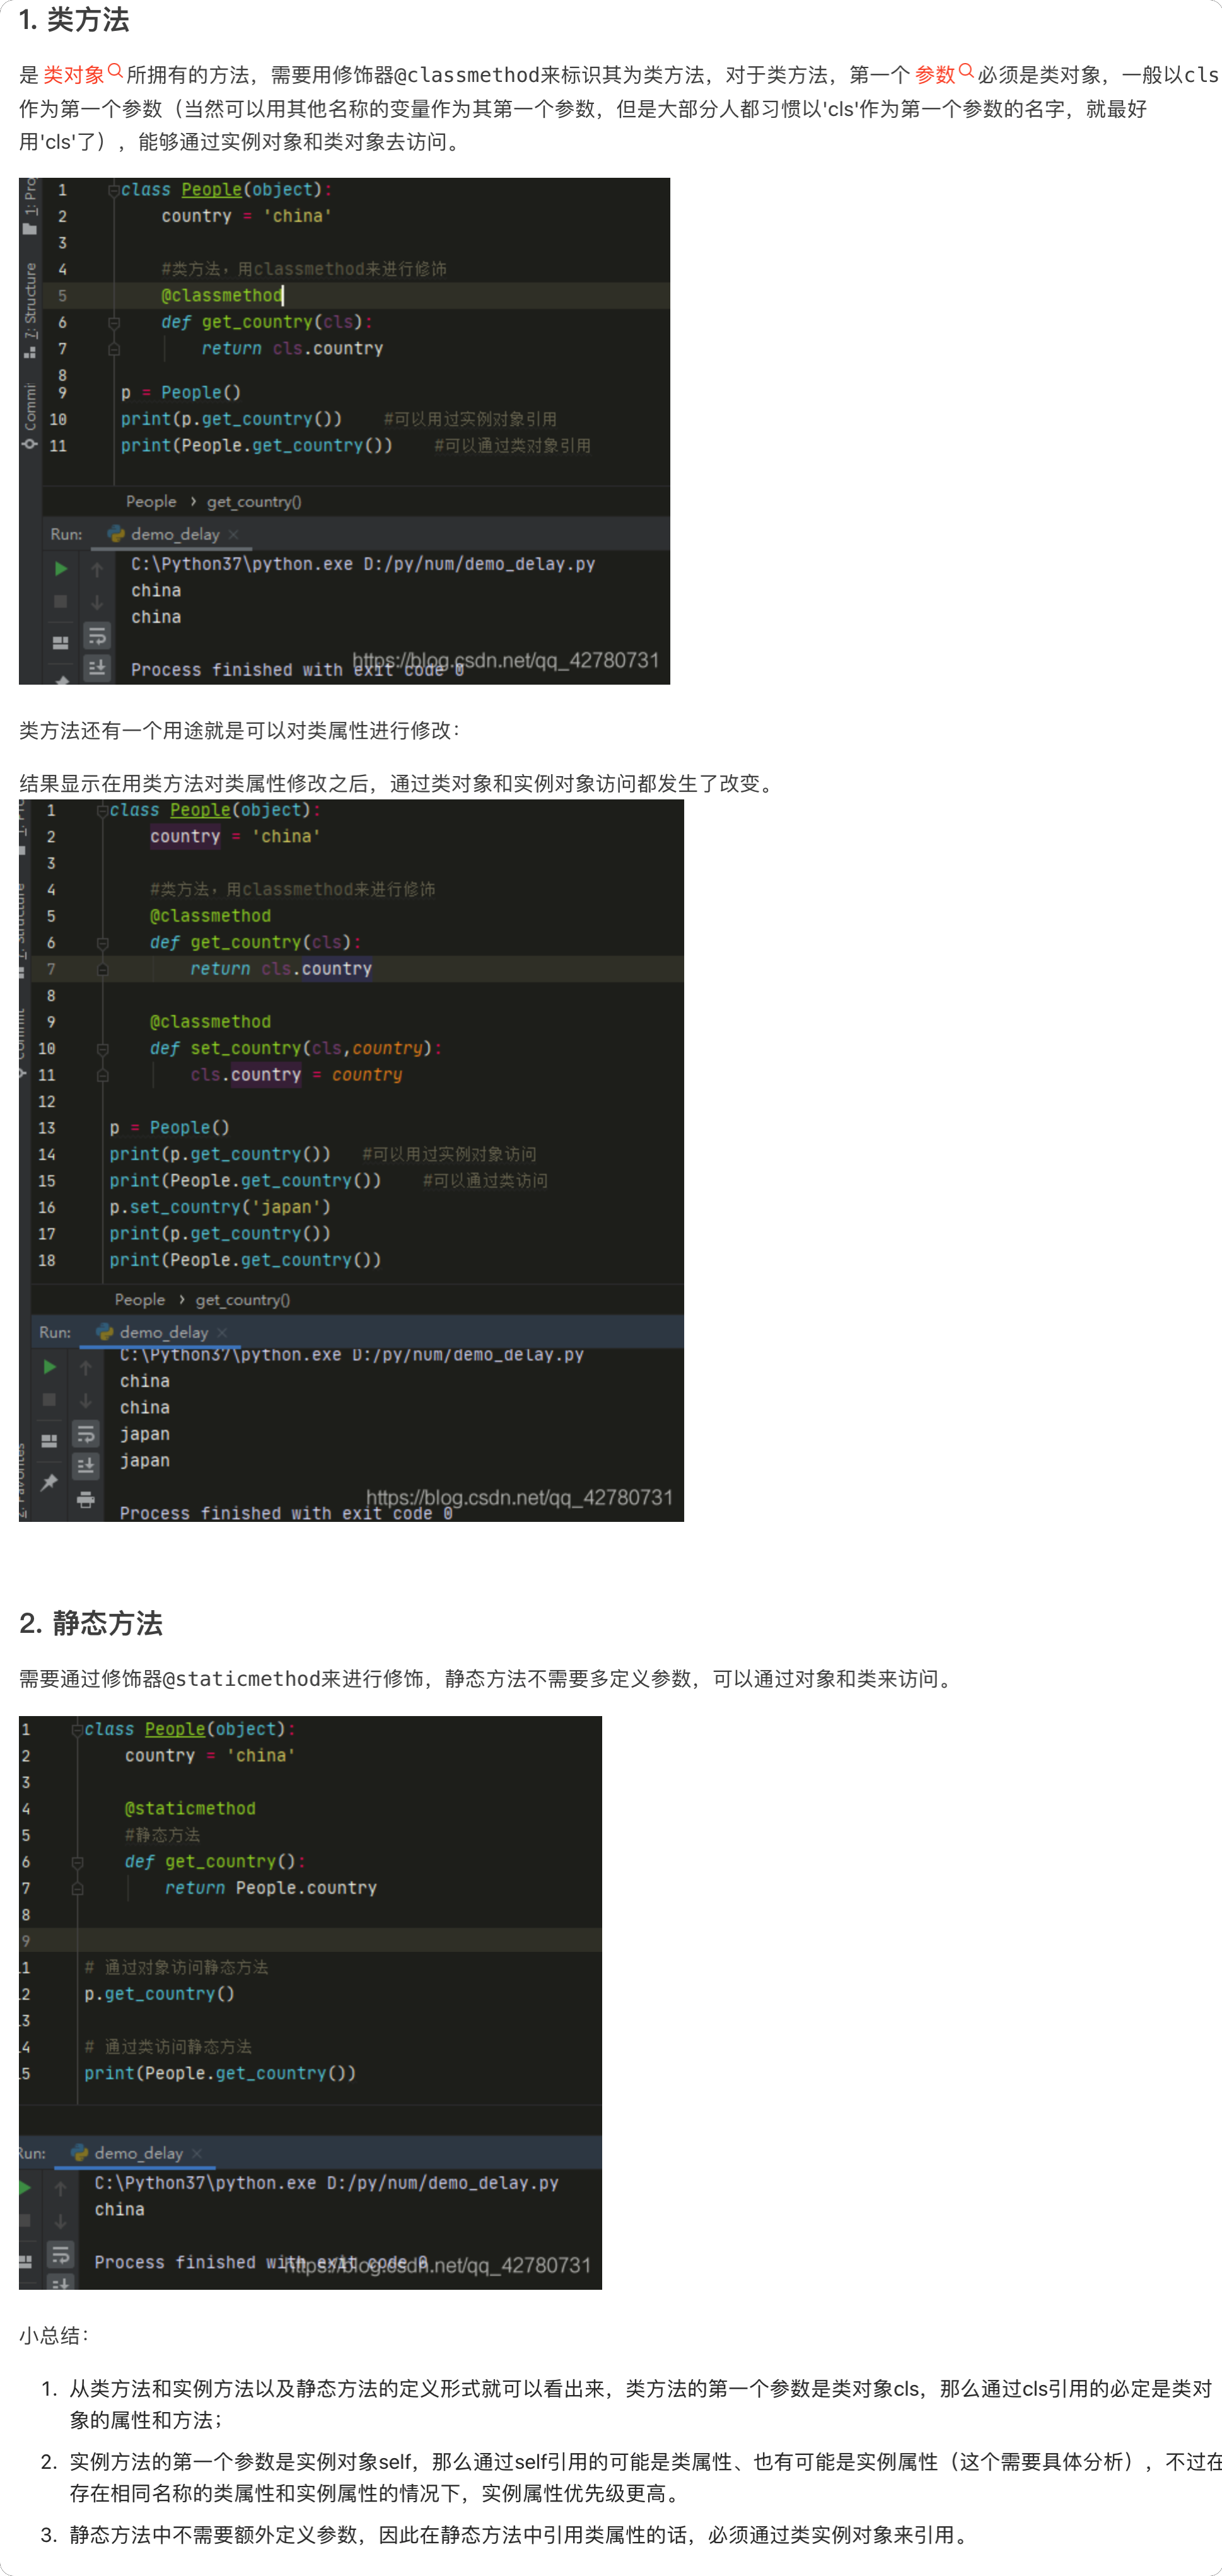 1. 类方法
是 类对象 所拥有的方法，需要用修饰器@classmethod来标识其为类方法，对于类方法，第一个 参数 必须是类对象，一般以cls
作为第一个参数（当然可以用其他名称的变量作为其第一个参数，但是大部分人都习惯以'cls'作为第一个参数的名字，就最好
用'cls'了），能够通过实例对象和类对象去访问。
1: Pro
7: Structure
Commi
1 class People(object):
2 country = 'china'
3
4 #类方法，用classmethod来进行修饰
5 @classmethod
6 def get_country(cls):
7 return cls.country
8
9 p = People()
10 print(p.get_country()) #可以用过实例对象引用
11 print(People.get_country()) #可以通过类对象引用
People › get_country()
Run: demo_delay ×
C:\Python37\python.exe D:/py/num/demo_delay.py
china
china
https://blog.csdn.net/qq_42780731
Process finished with exit code 0
类方法还有一个用途就是可以对类属性进行修改：
结果显示在用类方法对类属性修改之后，通过类对象和实例对象访问都发生了改变。
1 class People(object):
2 country = 'china'
3
4 #类方法，用classmethod来进行修饰
5 @classmethod
6 def get_country(cls):
7 return cls.country
8
9 @classmethod
10 def set_country(cls,country):
11 cls.country = country
12
13 p = People()
14 print(p.get_country()) #可以用过实例对象访问
15 print(People.get_country()) #可以通过类访问
16 p.set_country('japan')
17 print(p.get_country())
18 print(People.get_country())
People › get_country()
Run: demo_delay ×
C:\Python37\python.exe D:/py/num/demo_delay.py
china
china
japan
japan
https://blog.csdn.net/qq_42780731
Process finished with exit code 0
2. 静态方法
需要通过修饰器@staticmethod来进行修饰，静态方法不需要多定义参数，可以通过对象和类来访问。
1 class People(object):
2 country = 'china'
3
4 @staticmethod
5 #静态方法
6 def get_country():
7 return People.country
8
9
.1 # 通过对象访问静态方法
.2 p.get_country()
.3
.4 # 通过类访问静态方法
.5 print(People.get_country())
Run: demo_delay ×
C:\Python37\python.exe D:/py/num/demo_delay.py
china
Process finished with exit code 0
https://blog.csdn.net/qq_42780731
小总结：
1. 从类方法和实例方法以及静态方法的定义形式就可以看出来，类方法的第一个参数是类对象cls，那么通过cls引用的必定是类对
象的属性和方法；
2. 实例方法的第一个参数是实例对象self，那么通过self引用的可能是类属性、也有可能是实例属性（这个需要具体分析），不过在
存在相同名称的类属性和实例属性的情况下，实例属性优先级更高。
3. 静态方法中不需要额外定义参数，因此在静态方法中引用类属性的话，必须通过类实例对象来引用。